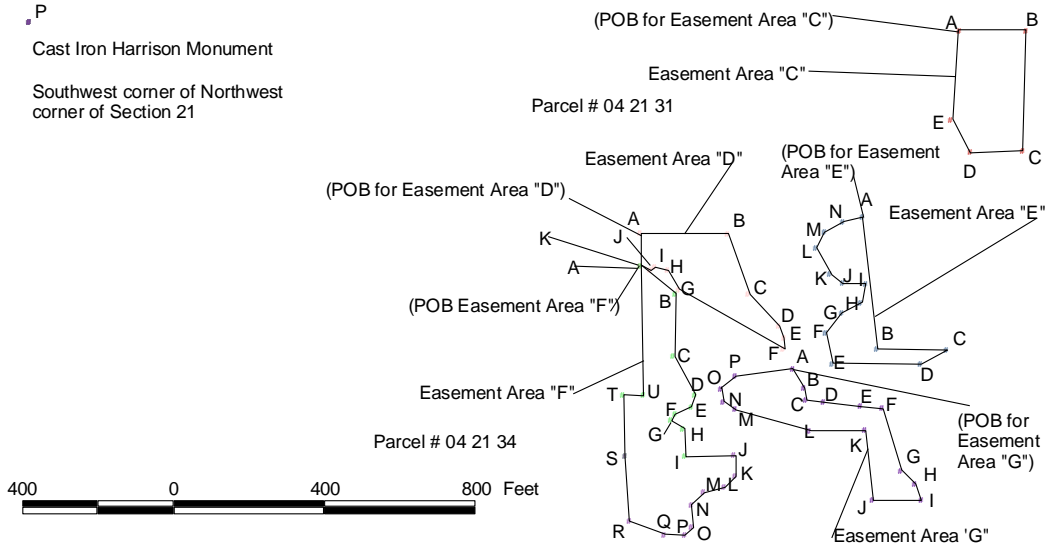 P
Cast Iron Harrison Monument
Southwest corner of Northwest
corner of Section 21
(POB for Easement Area "C")
A
B
Easement Area "C"
Parcel # 04 21 31
E
D
C
Easement Area "D"
(POB for Easement
Area "E")
(POB for Easement Area "D")
A
B
K
J
I
H
A
G
B
(POB Easement Area "F")
C
D
E
F
N
A
M
L
K
J
I
H
G
F
E
B
C
D
Easement Area "E"
C
D
E
F
G
H
I
J
K
L
M
N
O
P
Q
R
S
T
U
Easement Area "F"
Parcel # 04 21 34
P
A
O
B
N
C
D
E
F
M
L
K
G
H
I
J
(POB for
Easement
Area "G")
Easement Area 'G"
400 0 400 800 Feet